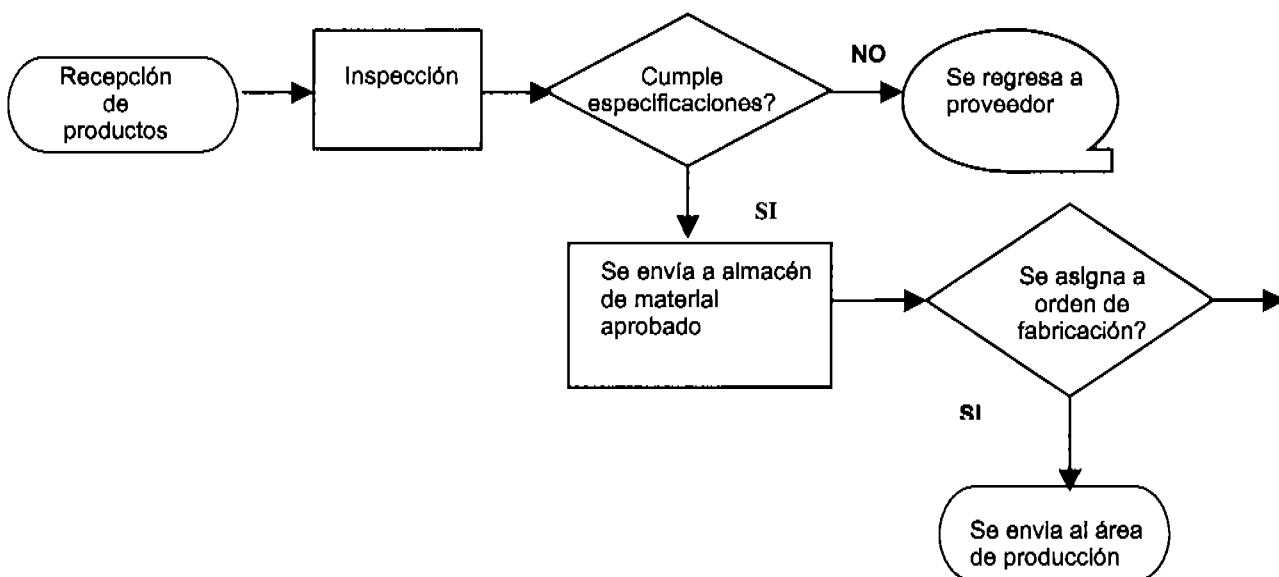 Recepción
de
productos
Inspección
Cumple
especificaciones?
NO
Se regresa a
proveedor
SI
Se envía a almacén
de material
aprobado
Se asigna a
orden de
fabricación?
SI
Se envia al área
de producción